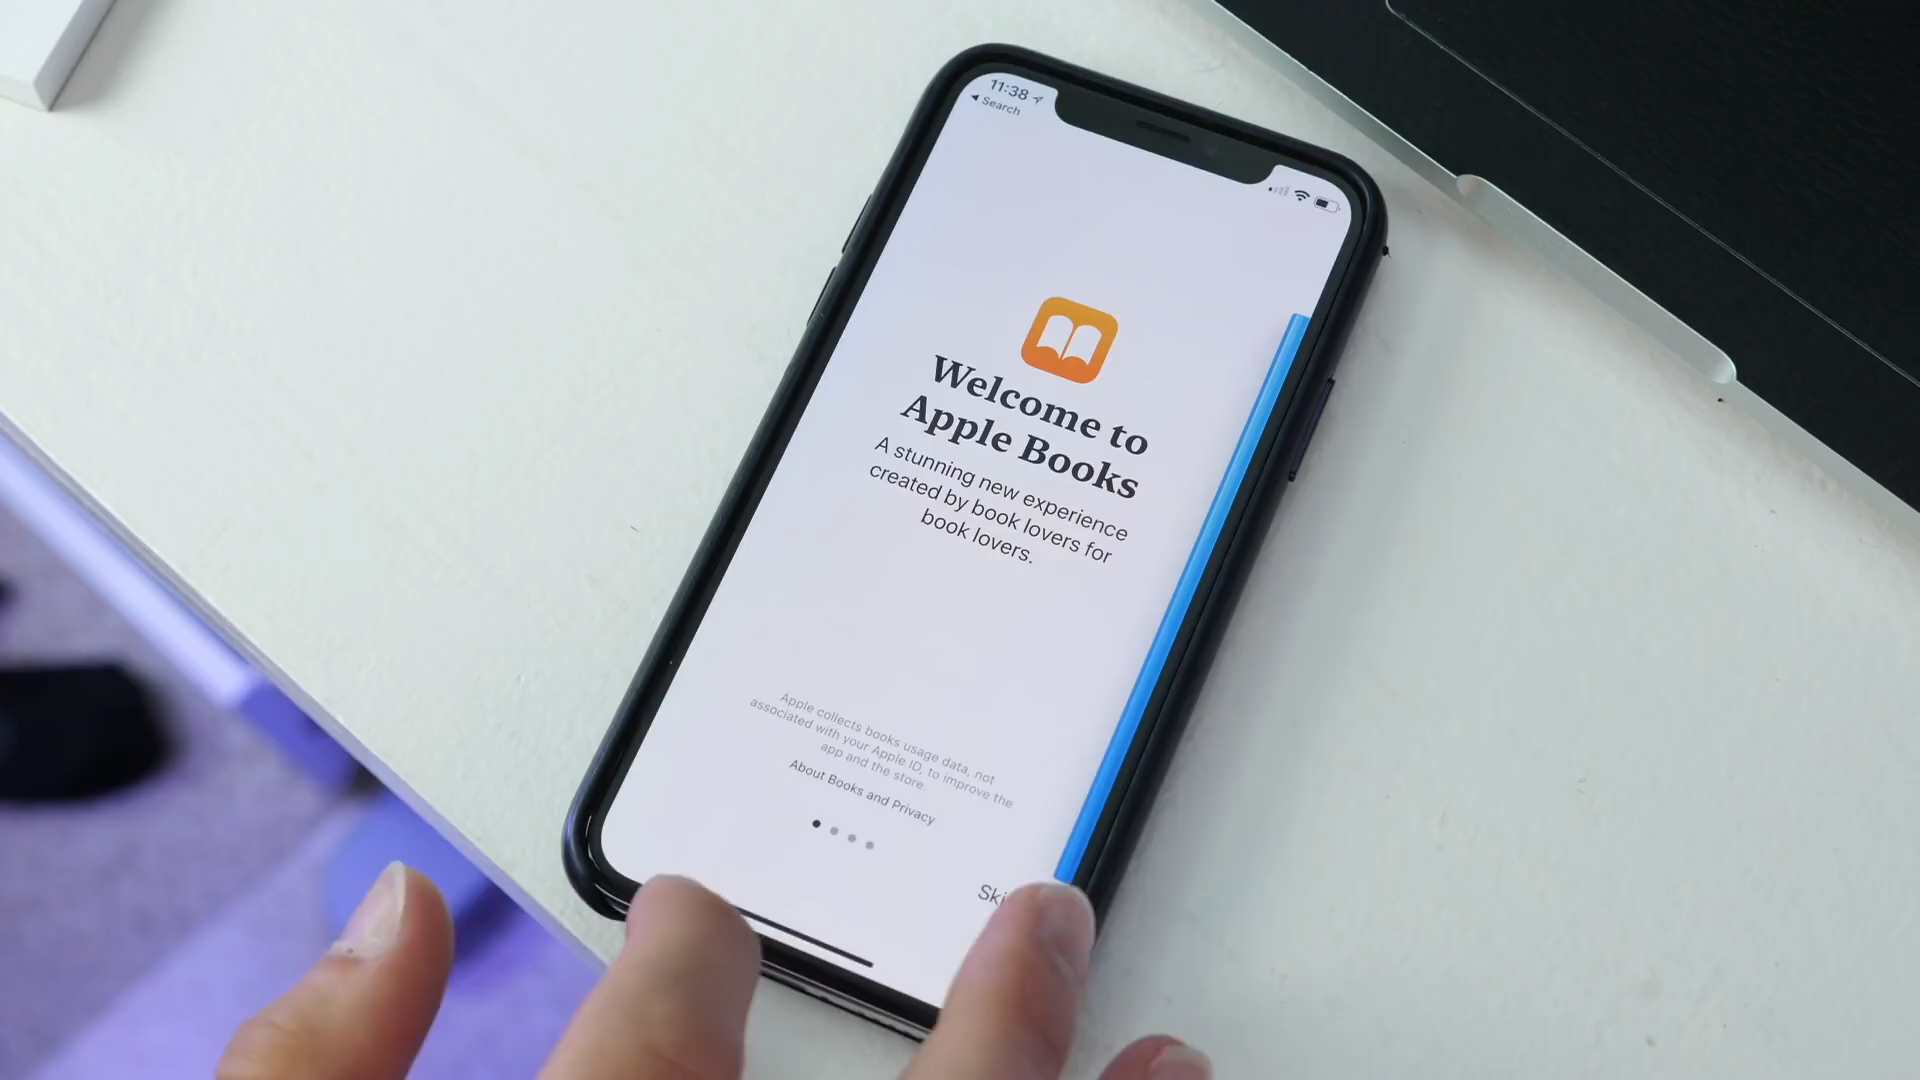 11:38
Search
Welcome to
Apple Books
A stunning new experience
created by book lovers for
book lovers.
Apple collects books usage data, not
associated with your Apple ID, to improve the
app and the store.
About Books and Privacy